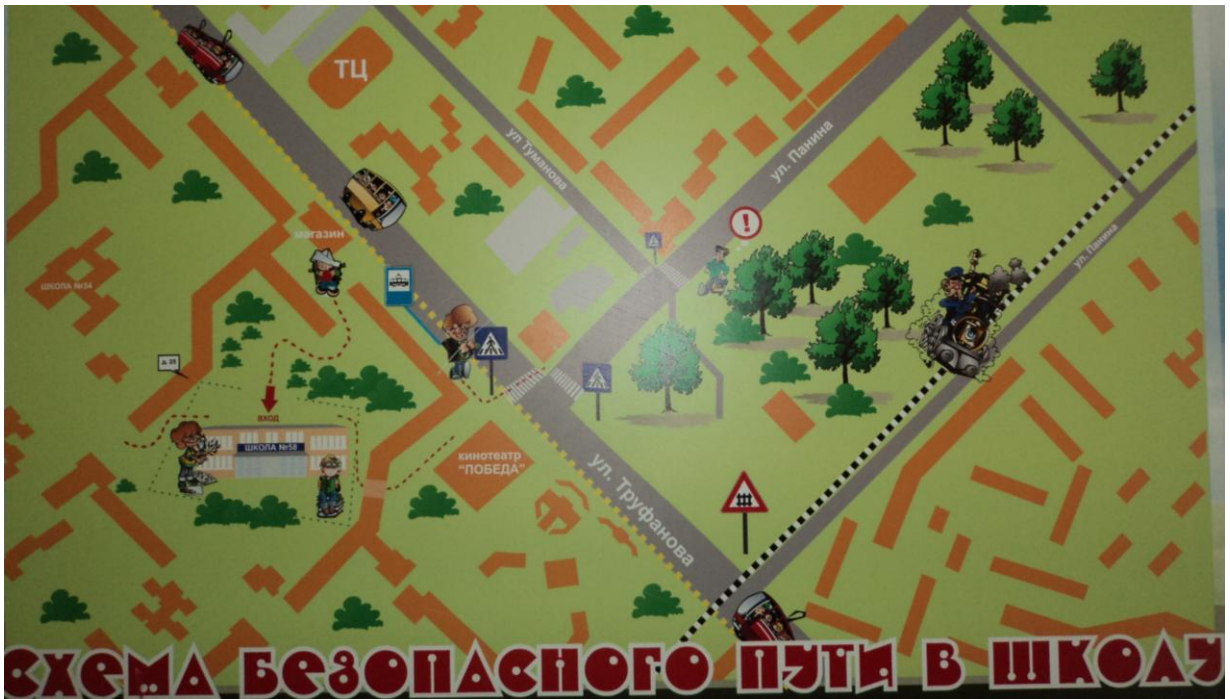 ТЦ
ул Туманова
ул. Панина
!
магазин
ШКОЛА №34
ул. Панина
д. 25
ВХОД
ШКОЛА №58
кинотеатр
"ПОБЕДА"
ул. Труфанова
СХЕМА БЕЗОПАСНОГО ПУТИ В ШКОЛУ